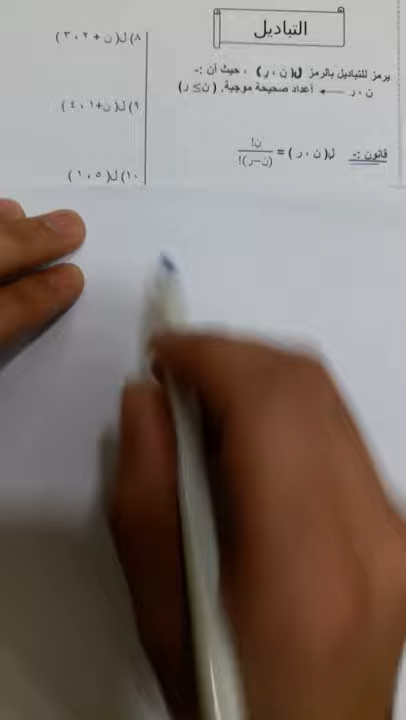 التباديل
يرمز للتباديل بالرمز ل(ن ، ر) ، حيث أن :-
ن ، ر ← أعداد صحيحة موجبة. (ن ≥ ر)
قانون :- ل(ن ، ر) = ن! / (ن-ر)!
٨) ل(ن + ٢ ، ٣)
٩) ل(ن+١ ، ٤)
١٠) ل(٥ ، ١)